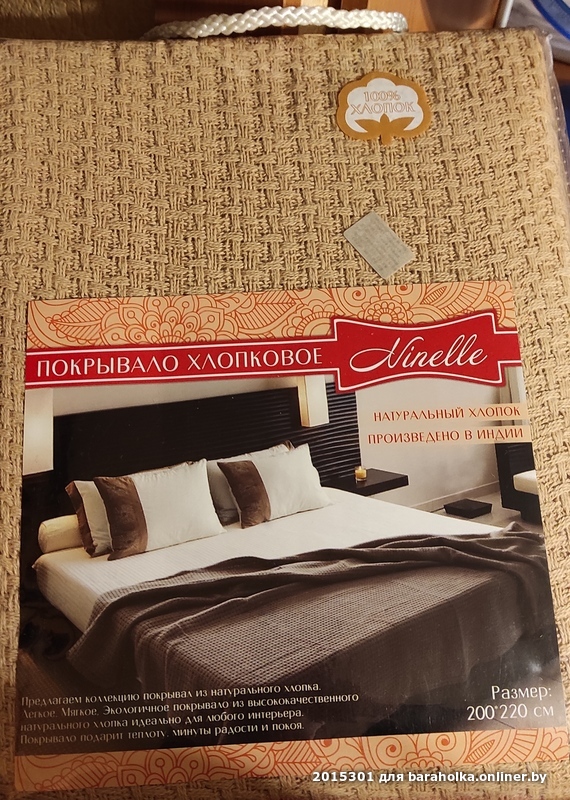 100%
ХЛОПОК
ПОКРЫВАЛО ХЛОПКОВОЕ
Ninelle
НАТУРАЛЬНЫЙ ХЛОПОК
ПРОИЗВЕДЕНО В ИНДИИ
Предлагаем коллекцию покрывал из натурального хлопка.
Легкое. Мягкое. Экологичное покрывало из высококачественного
натурального хлопка идеально для любого интерьера.
Покрывало подарит теплоту, минуты радости и покоя.
Размер:
200*220 см
2015301 для baraholka.onliner.by